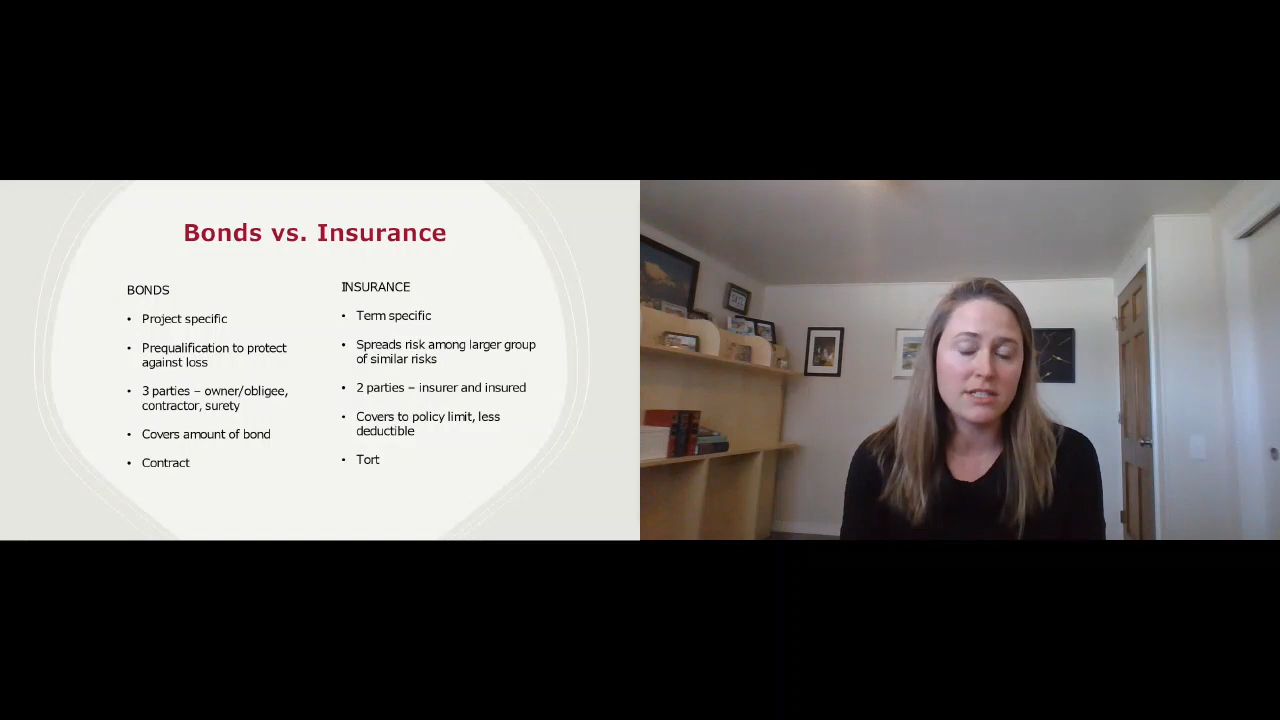 Bonds vs. Insurance
BONDS
• Project specific
• Prequalification to protect
against loss
• 3 parties – owner/obligee,
contractor, surety
• Covers amount of bond
• Contract
INSURANCE
• Term specific
• Spreads risk among larger group
of similar risks
• 2 parties – insurer and insured
• Covers to policy limit, less
deductible
• Tort